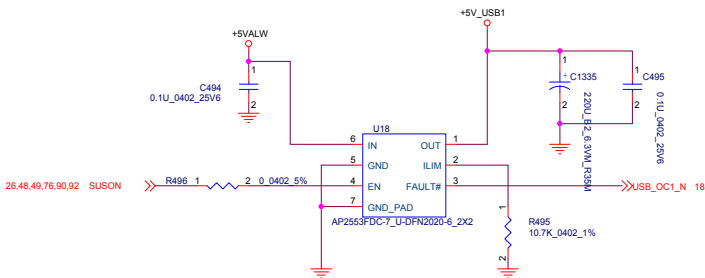 +5V_USB1
+5VALW
1
C494
0.1U_0402_25V6
2
1
+
C1335
2
220U_B2_6.3VM_R35M
1
C495
2
0.1U_0402_25V6
U18
6 IN OUT 1
5 GND ILIM 2
4 EN FAULT# 3
7 GND_PAD
AP2553FDC-7_U-DFN2020-6_2X2
26,48,49,76,90,92 SUSON
R496 1 2 0_0402_5%
USB_OC1_N 18
1
R495
10.7K_0402_1%
2